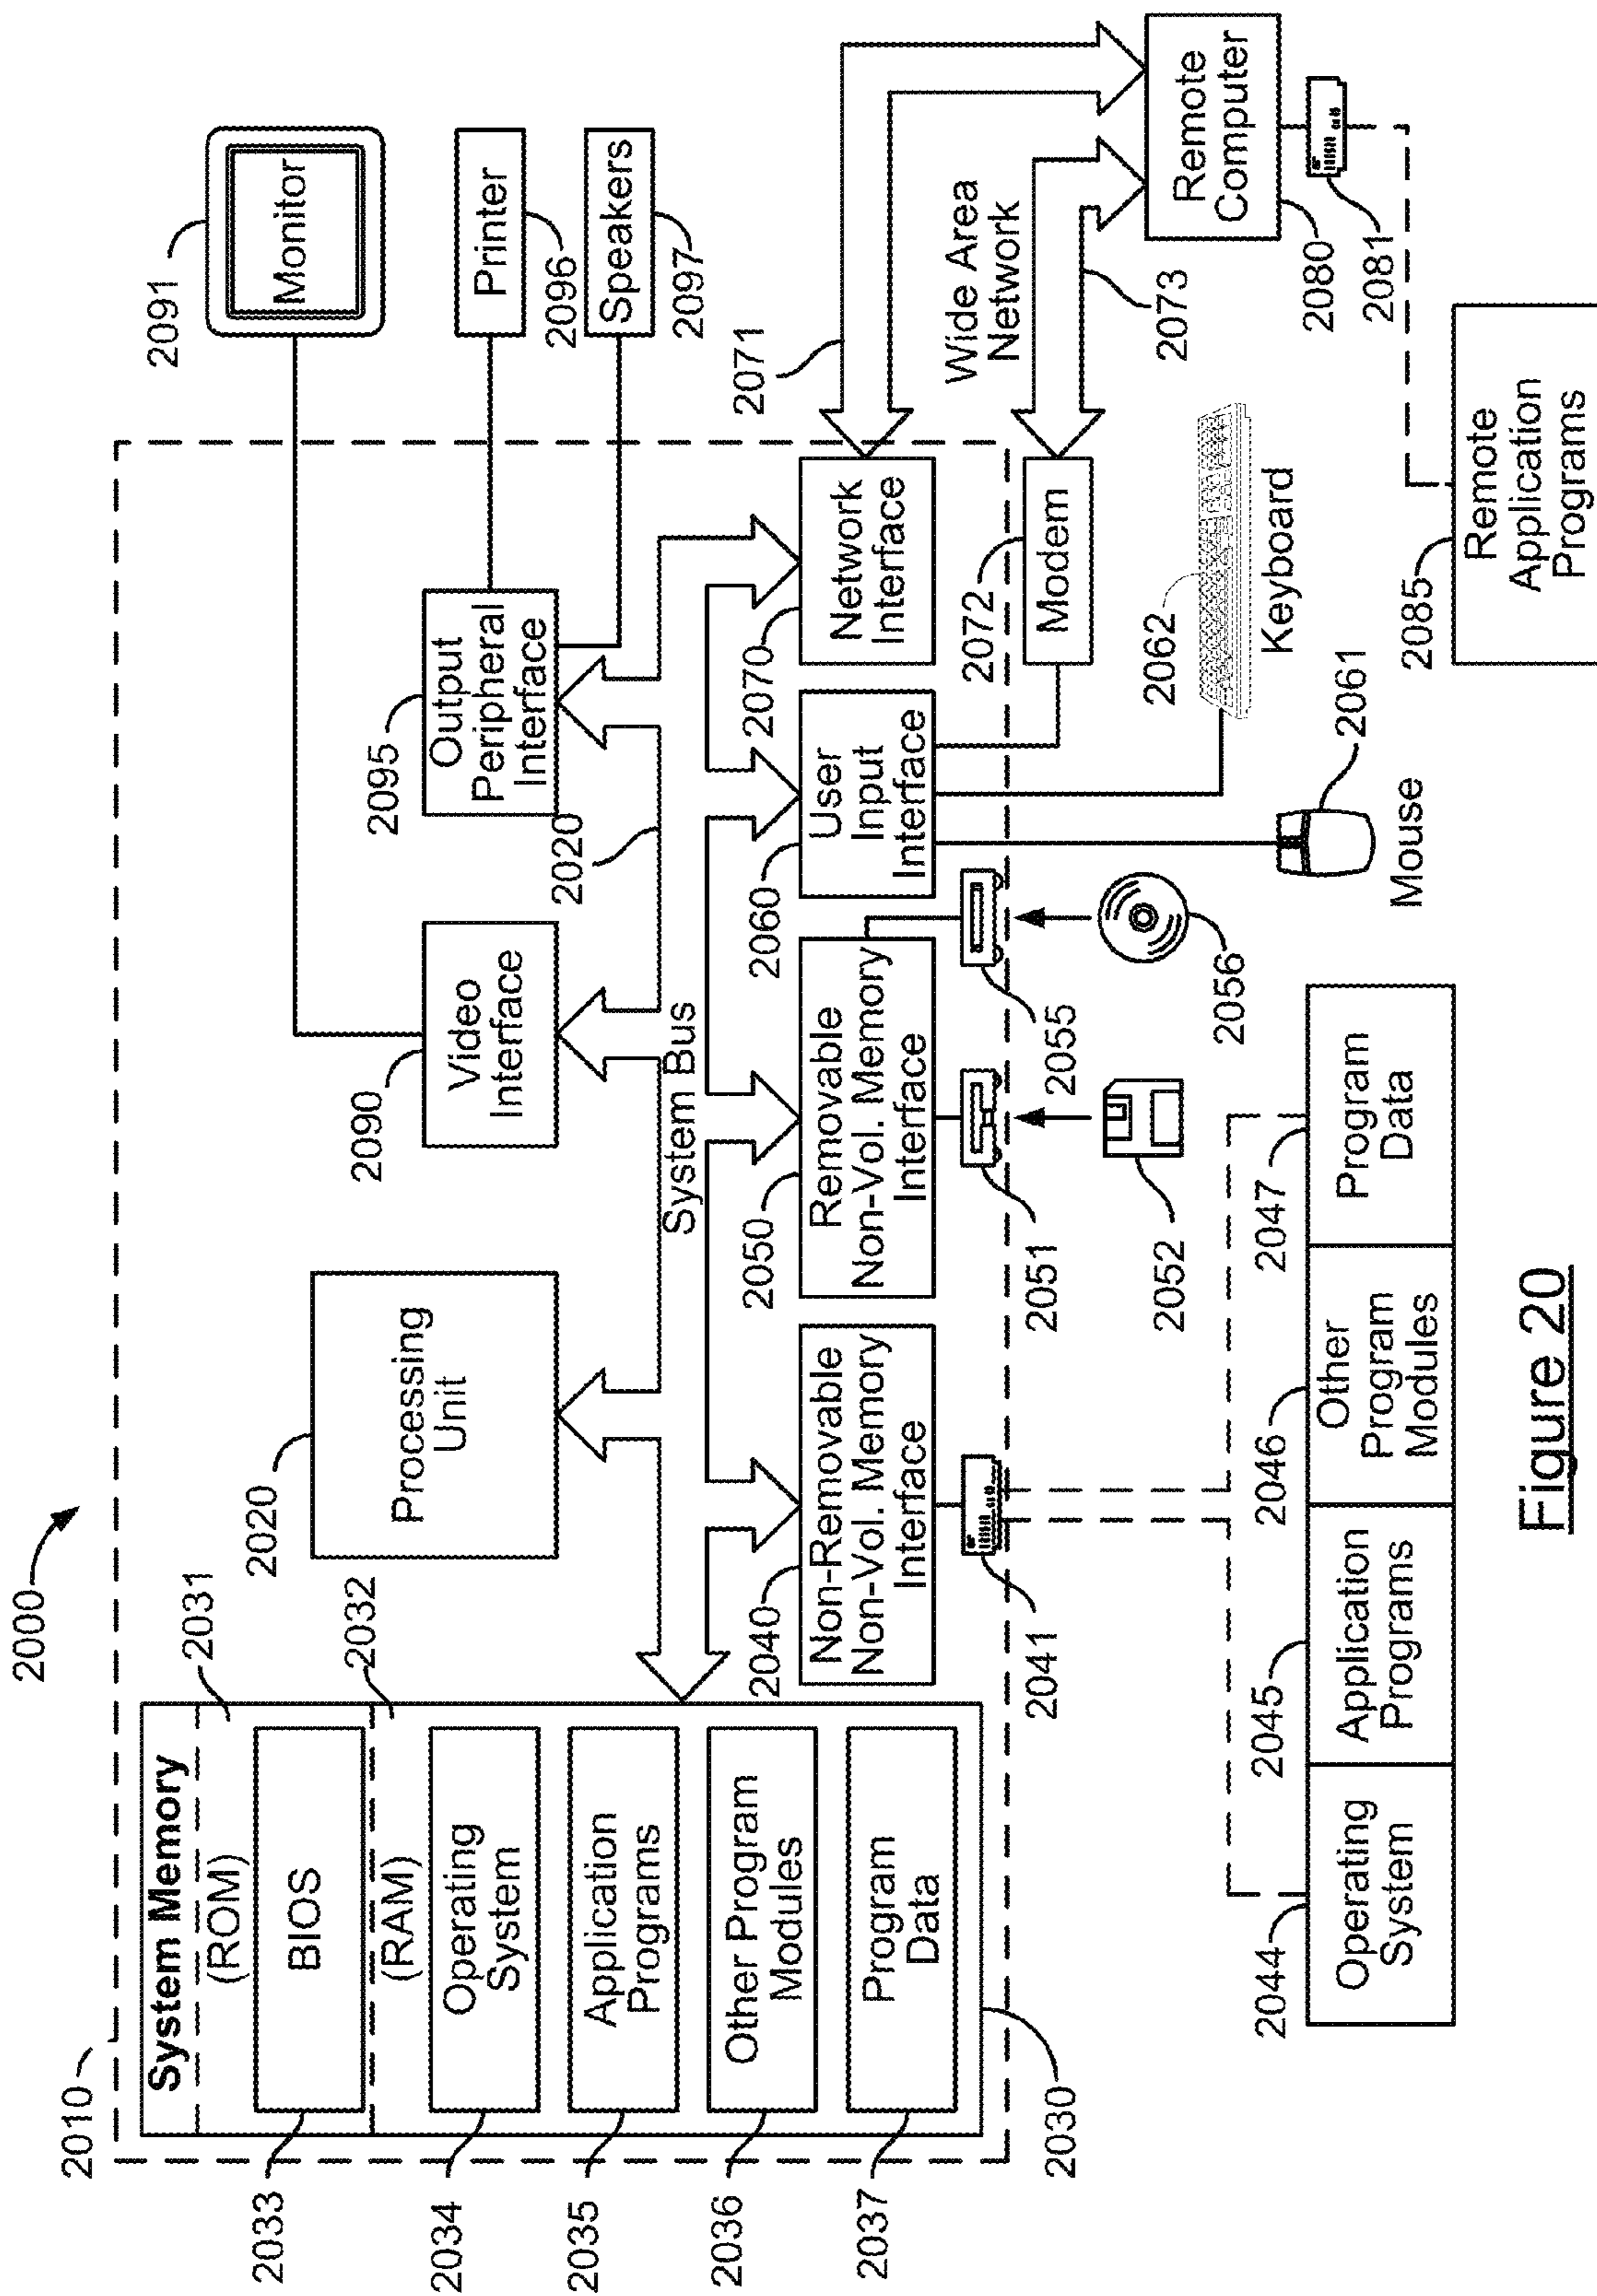 2000
2010
System Memory
(ROM)
2031
BIOS
2033
(RAM)
2032
Operating
System
2034
Application
Programs
2035
Other Program
Modules
2036
Program
Data
2037
2030
2020
Processing
Unit
2090
Video
Interface
2095
Output
Peripheral
Interface
2020
System Bus
2091
Monitor
Printer
2096
Speakers
2097
2040
Non-Removable
Non-Vol. Memory
Interface
2050
Removable
Non-Vol. Memory
Interface
2060
User
Input
Interface
2070
Network
Interface
2071
2041
2051
2055
2072
Modem
Wide Area
Network
2073
2052
2056
2062
Keyboard
2061
Mouse
Remote
Computer
2080
2081
2044
Operating
System
2045
Application
Programs
2046
Other
Program
Modules
2047
Program
Data
2085
Remote
Application
Programs
Figure 20